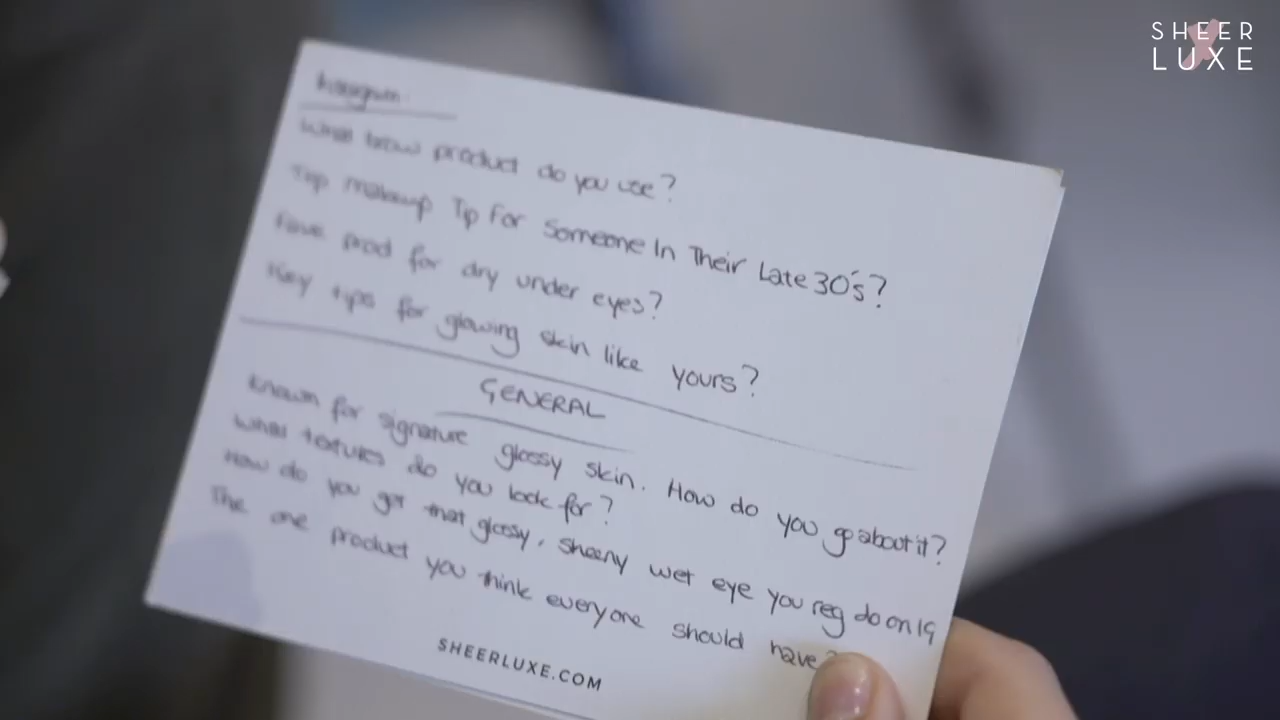 SHEER
LUXE
Instagram.
What brow product do you use?
Top makeup Tip For Someone In Their Late 30's?
Fave prod for dry under eyes?
Key tips for glowing skin like yours?
GENERAL
Known for signature glossy skin. How do you go about it?
What textures do you look for?
How do you get that glossy, sheeny wet eye you reg do on IG
The one product you think everyone should have?
SHEERLUXE.COM